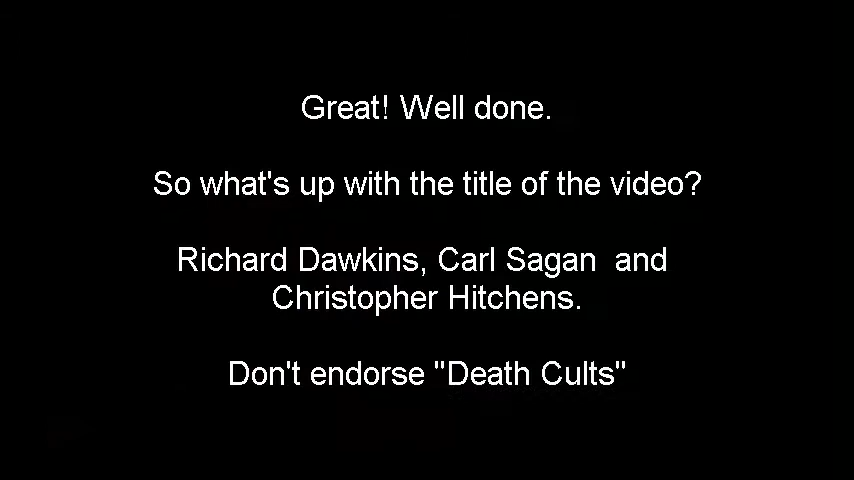 Great! Well done.
So what's up with the title of the video?
Richard Dawkins, Carl Sagan  and
Christopher Hitchens.
Don't endorse "Death Cults"